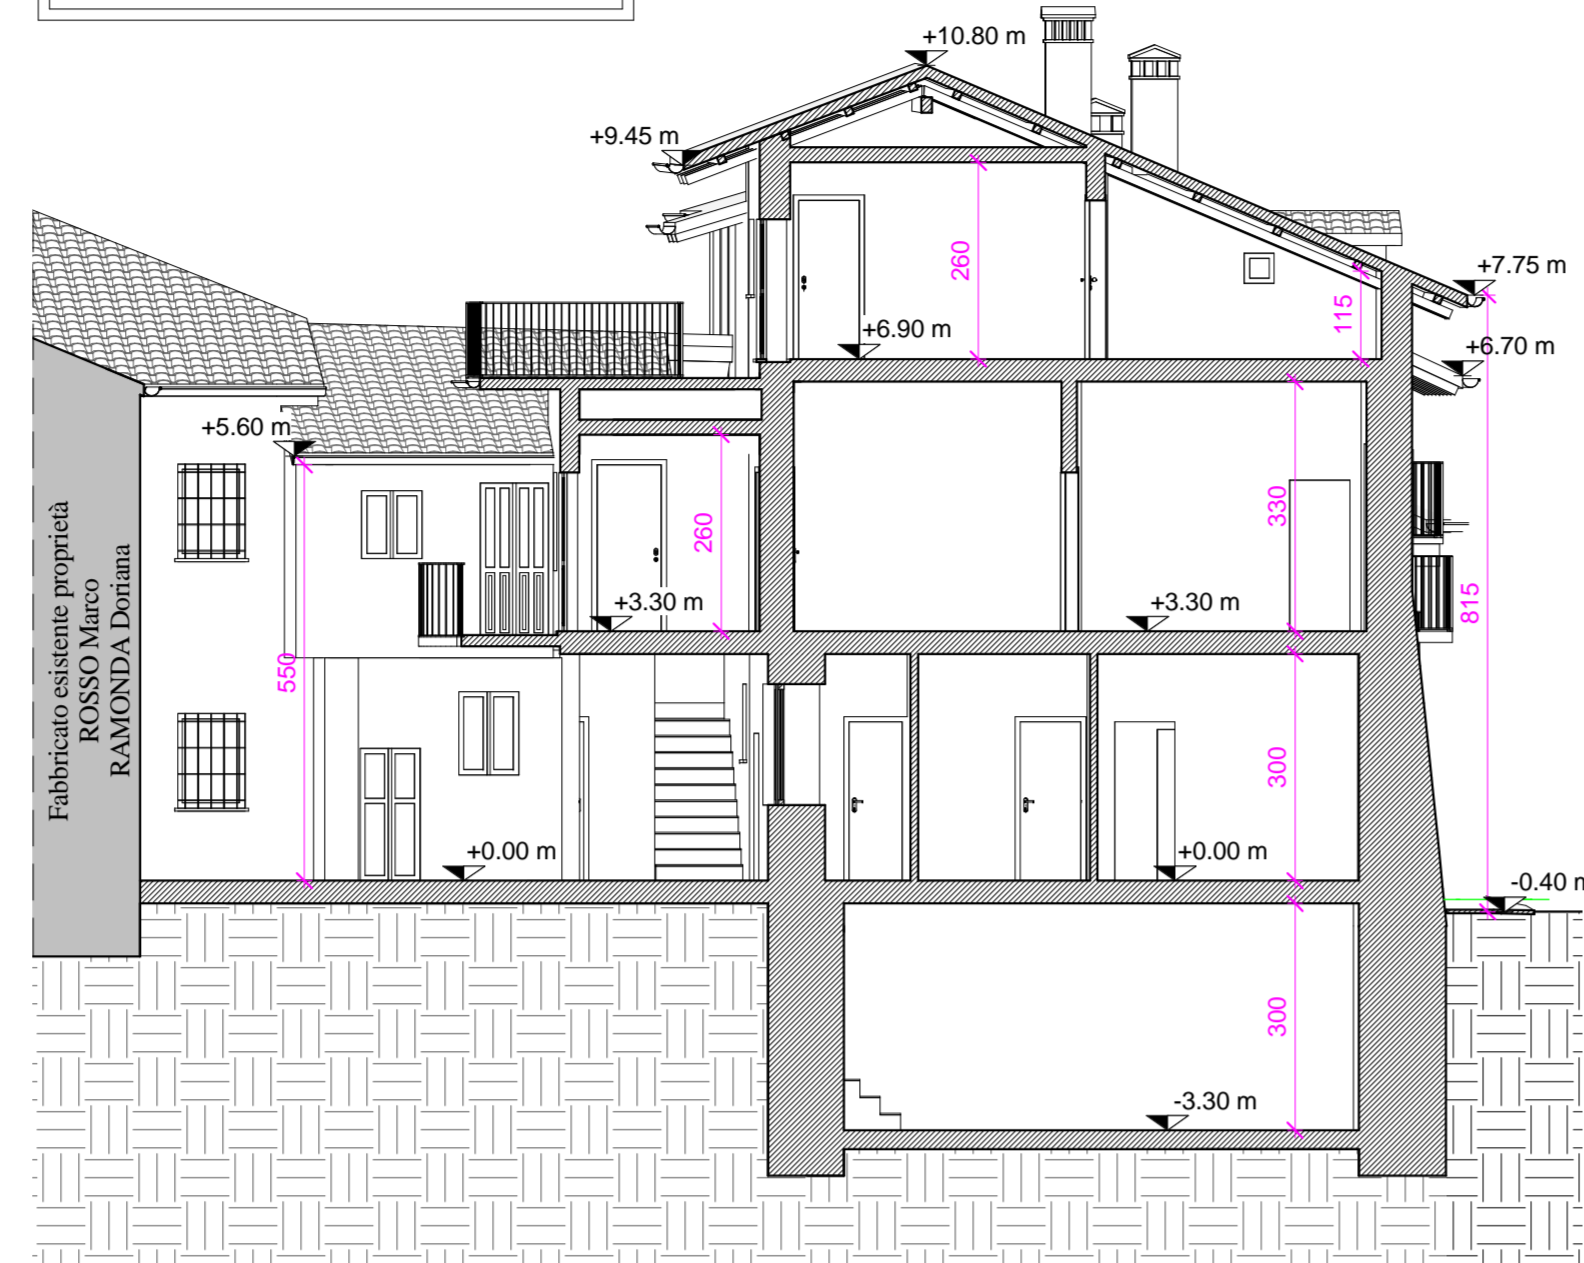 +10.80 m
+9.45 m
+7.75 m
260
115
+6.90 m
+6.70 m
+5.60 m
260
330
+3.30 m
+3.30 m
815
550
Fabbricato esistente proprietà
ROSSO Marco
RAMONDA Doriana
300
+0.00 m
+0.00 m
-0.40 m
300
-3.30 m